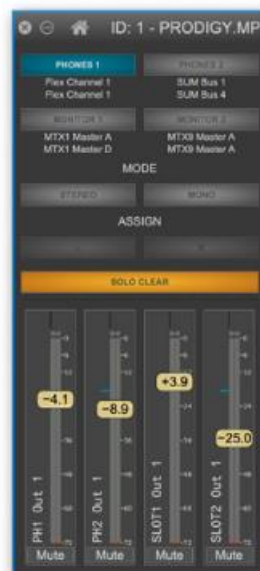 ID: 1 - PRODIGY.MP
PHONES 1
PHONES 2
Flex Channel 1
Flex Channel 1
SUM Bus 1
SUM Bus 4
MONITOR 1
MONITOR 2
MTX1 Master A
MTX1 Master D
MTX9 Master A
MTX9 Master A
MODE
STEREO
MONO
ASSIGN
SOLO CLEAR
-4.1
-8.9
+3.9
-25.0
PH1 Out 1
PH2 Out 1
SLOT1 Out 1
SLOT2 Out 1
Mute
Mute
Mute
Mute